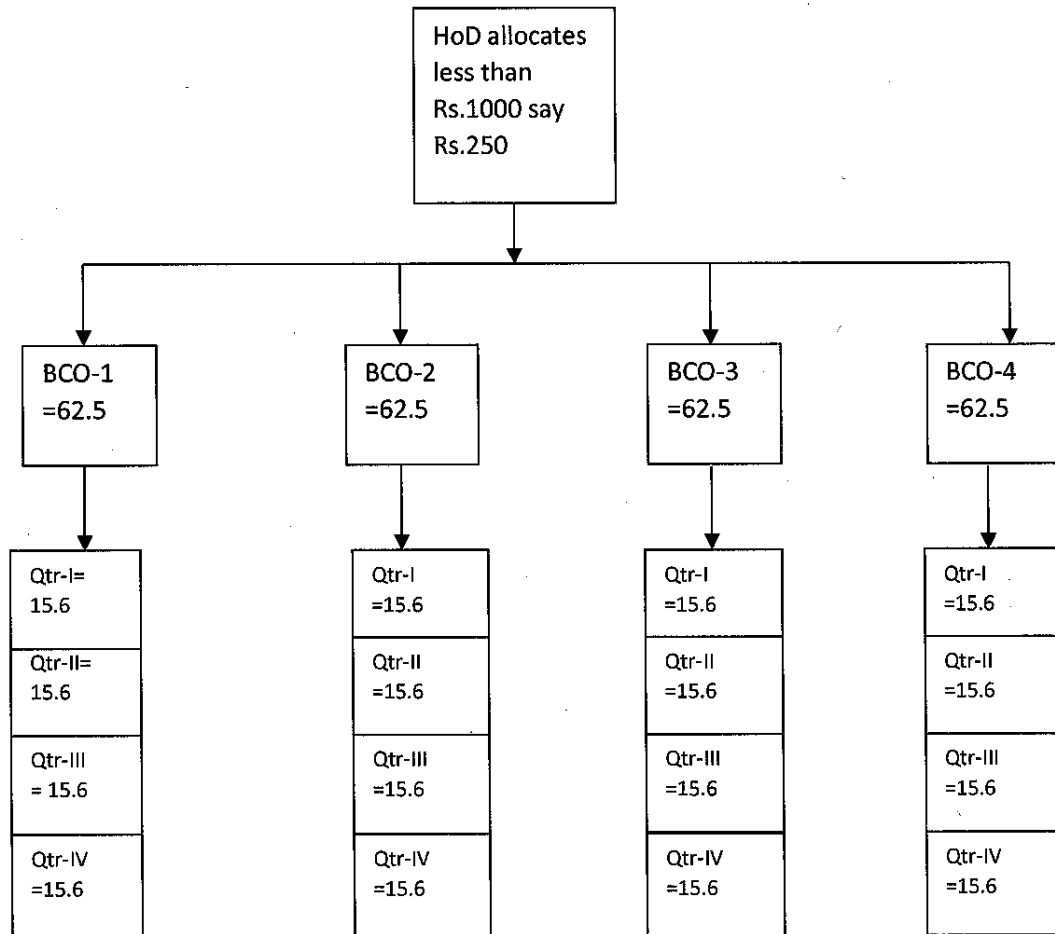 HoD allocates
less than
Rs.1000 say
Rs.250
BCO-1
=62.5
BCO-2
=62.5
BCO-3
=62.5
BCO-4
=62.5
Qtr-I=
15.6
Qtr-II=
15.6
Qtr-III
= 15.6
Qtr-IV
=15.6
Qtr-I
=15.6
Qtr-II
=15.6
Qtr-III
=15.6
Qtr-IV
=15.6
Qtr-I
=15.6
Qtr-II
=15.6
Qtr-III
=15.6
Qtr-IV
=15.6
Qtr-I
=15.6
Qtr-II
=15.6
Qtr-III
=15.6
Qtr-IV
=15.6